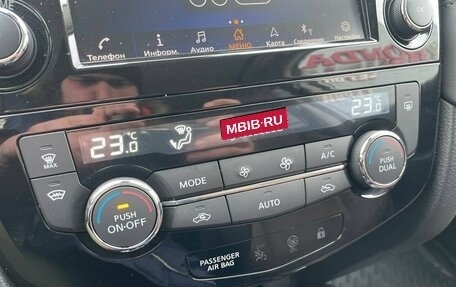 Телефон
Информ.
Аудио
МЕНЮ
Карта
Соединения
Настройка
23.0 °C
MBIB-RU
23.0
MAX
MODE
A/C
PUSH
ON·OFF
AUTO
PUSH
DUAL
PASSENGER
AIR BAG